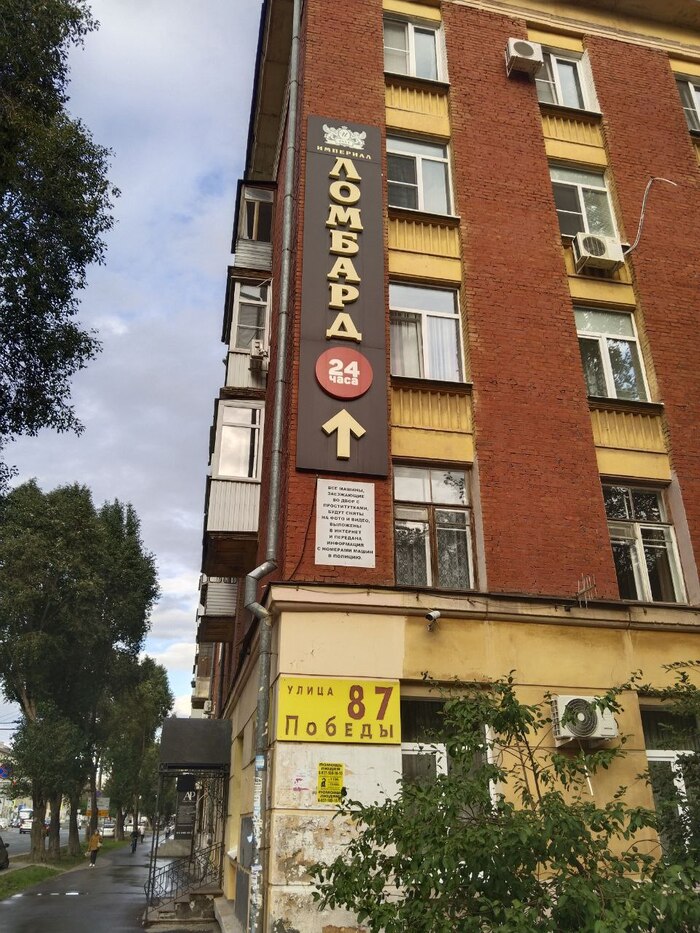 ИМПЕРИАЛ
ЛОМБАРД
24
часа
ВСЕ МАШИНЫ,
ЗАЕЗЖАЮЩИЕ
ВО ДВОР С
ПРОСТИТУТКАМИ,
БУДУТ СНЯТЫ
НА ФОТО И ВИДЕО,
ВЫЛОЖЕНЫ
В ИНТЕРНЕТ
И ПЕРЕДАНА
ИНФОРМАЦИЯ
С НОМЕРАМИ МАШИН
В ПОЛИЦИЮ.
УЛИЦА 87
Победы